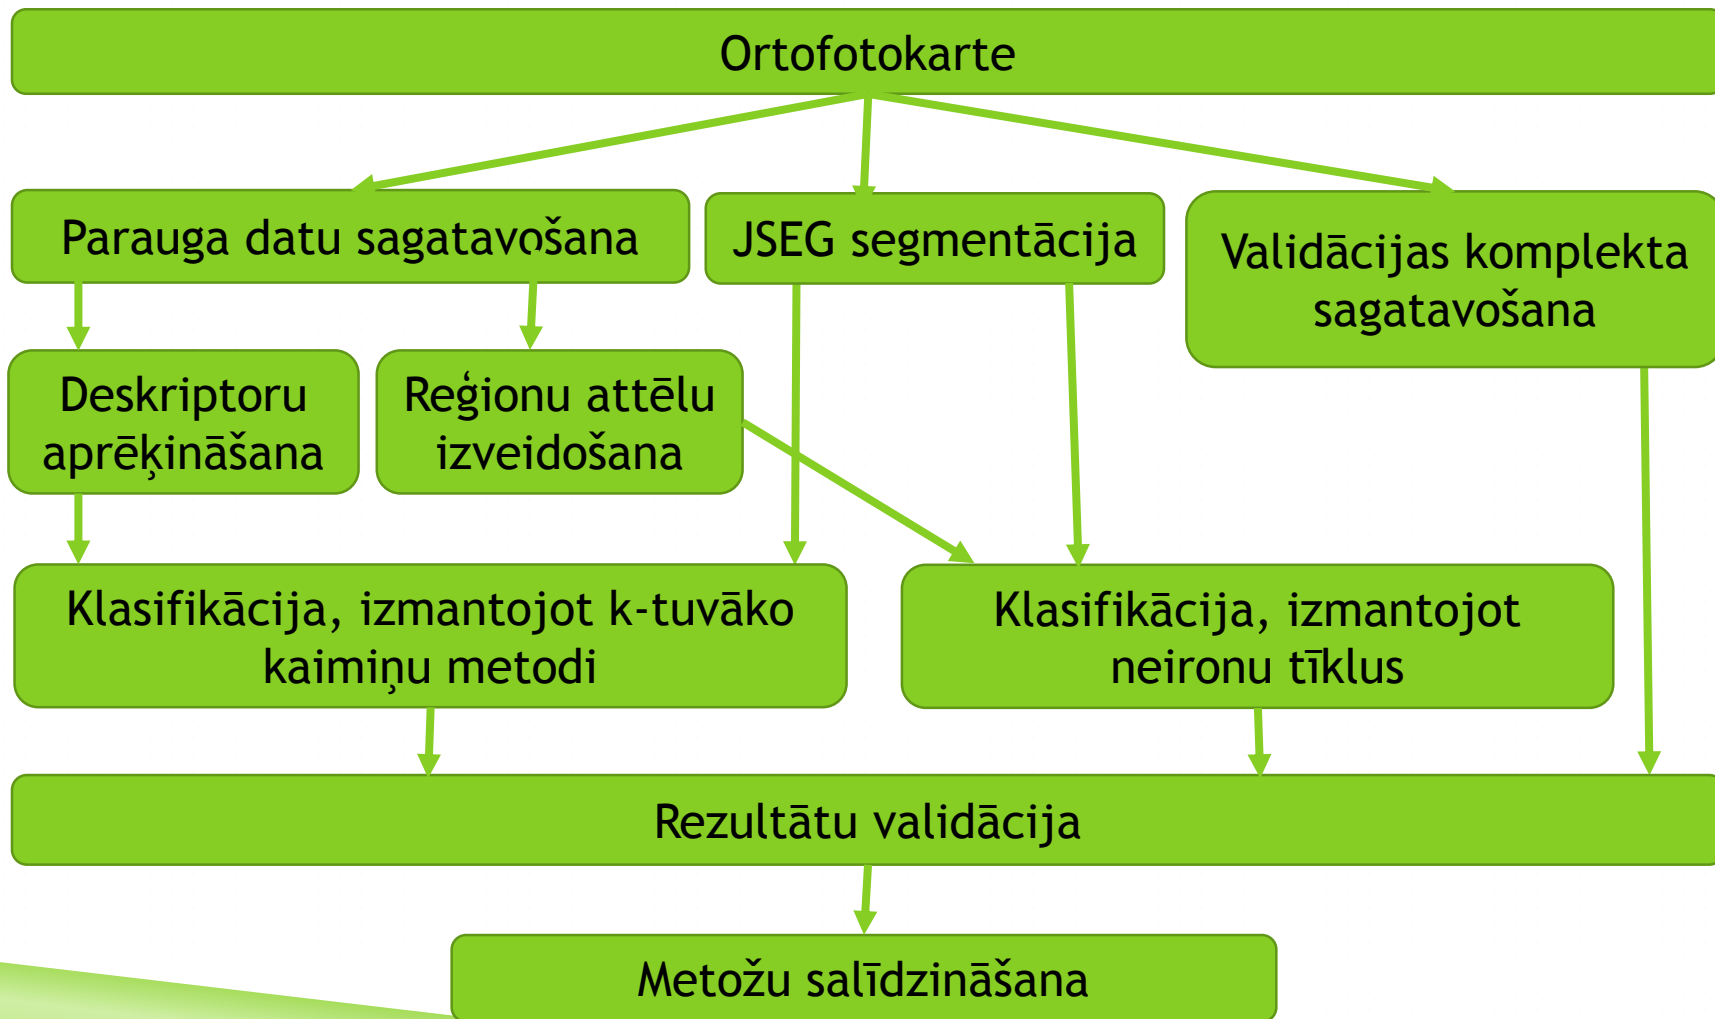 Ortofotokarte
Parauga datu sagatavošana
JSEG segmentācija
Validācijas komplekta
sagatavošana
Deskriptoru
aprēķināšana
Reģionu attēlu
izveidošana
Klasifikācija, izmantojot k-tuvāko
kaimiņu metodi
Klasifikācija, izmantojot
neironu tīklus
Rezultātu validācija
Metožu salīdzināšana